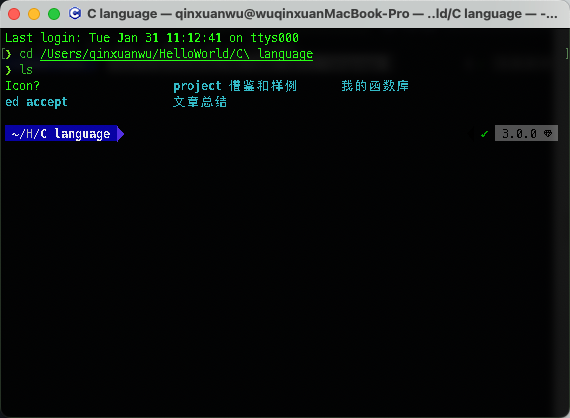 C language — qinxuanwu@wuqinxuanMacBook-Pro — ..ld/C language — -...
Last login: Tue Jan 31 11:12:41 on ttys000
[❯ cd /Users/qinxuanwu/HelloWorld/C\ language ]
❯ ls
Icon? project 借鉴和样例 我的函数库
ed accept 文章总结
~/H/C language ✔ 3.0.0